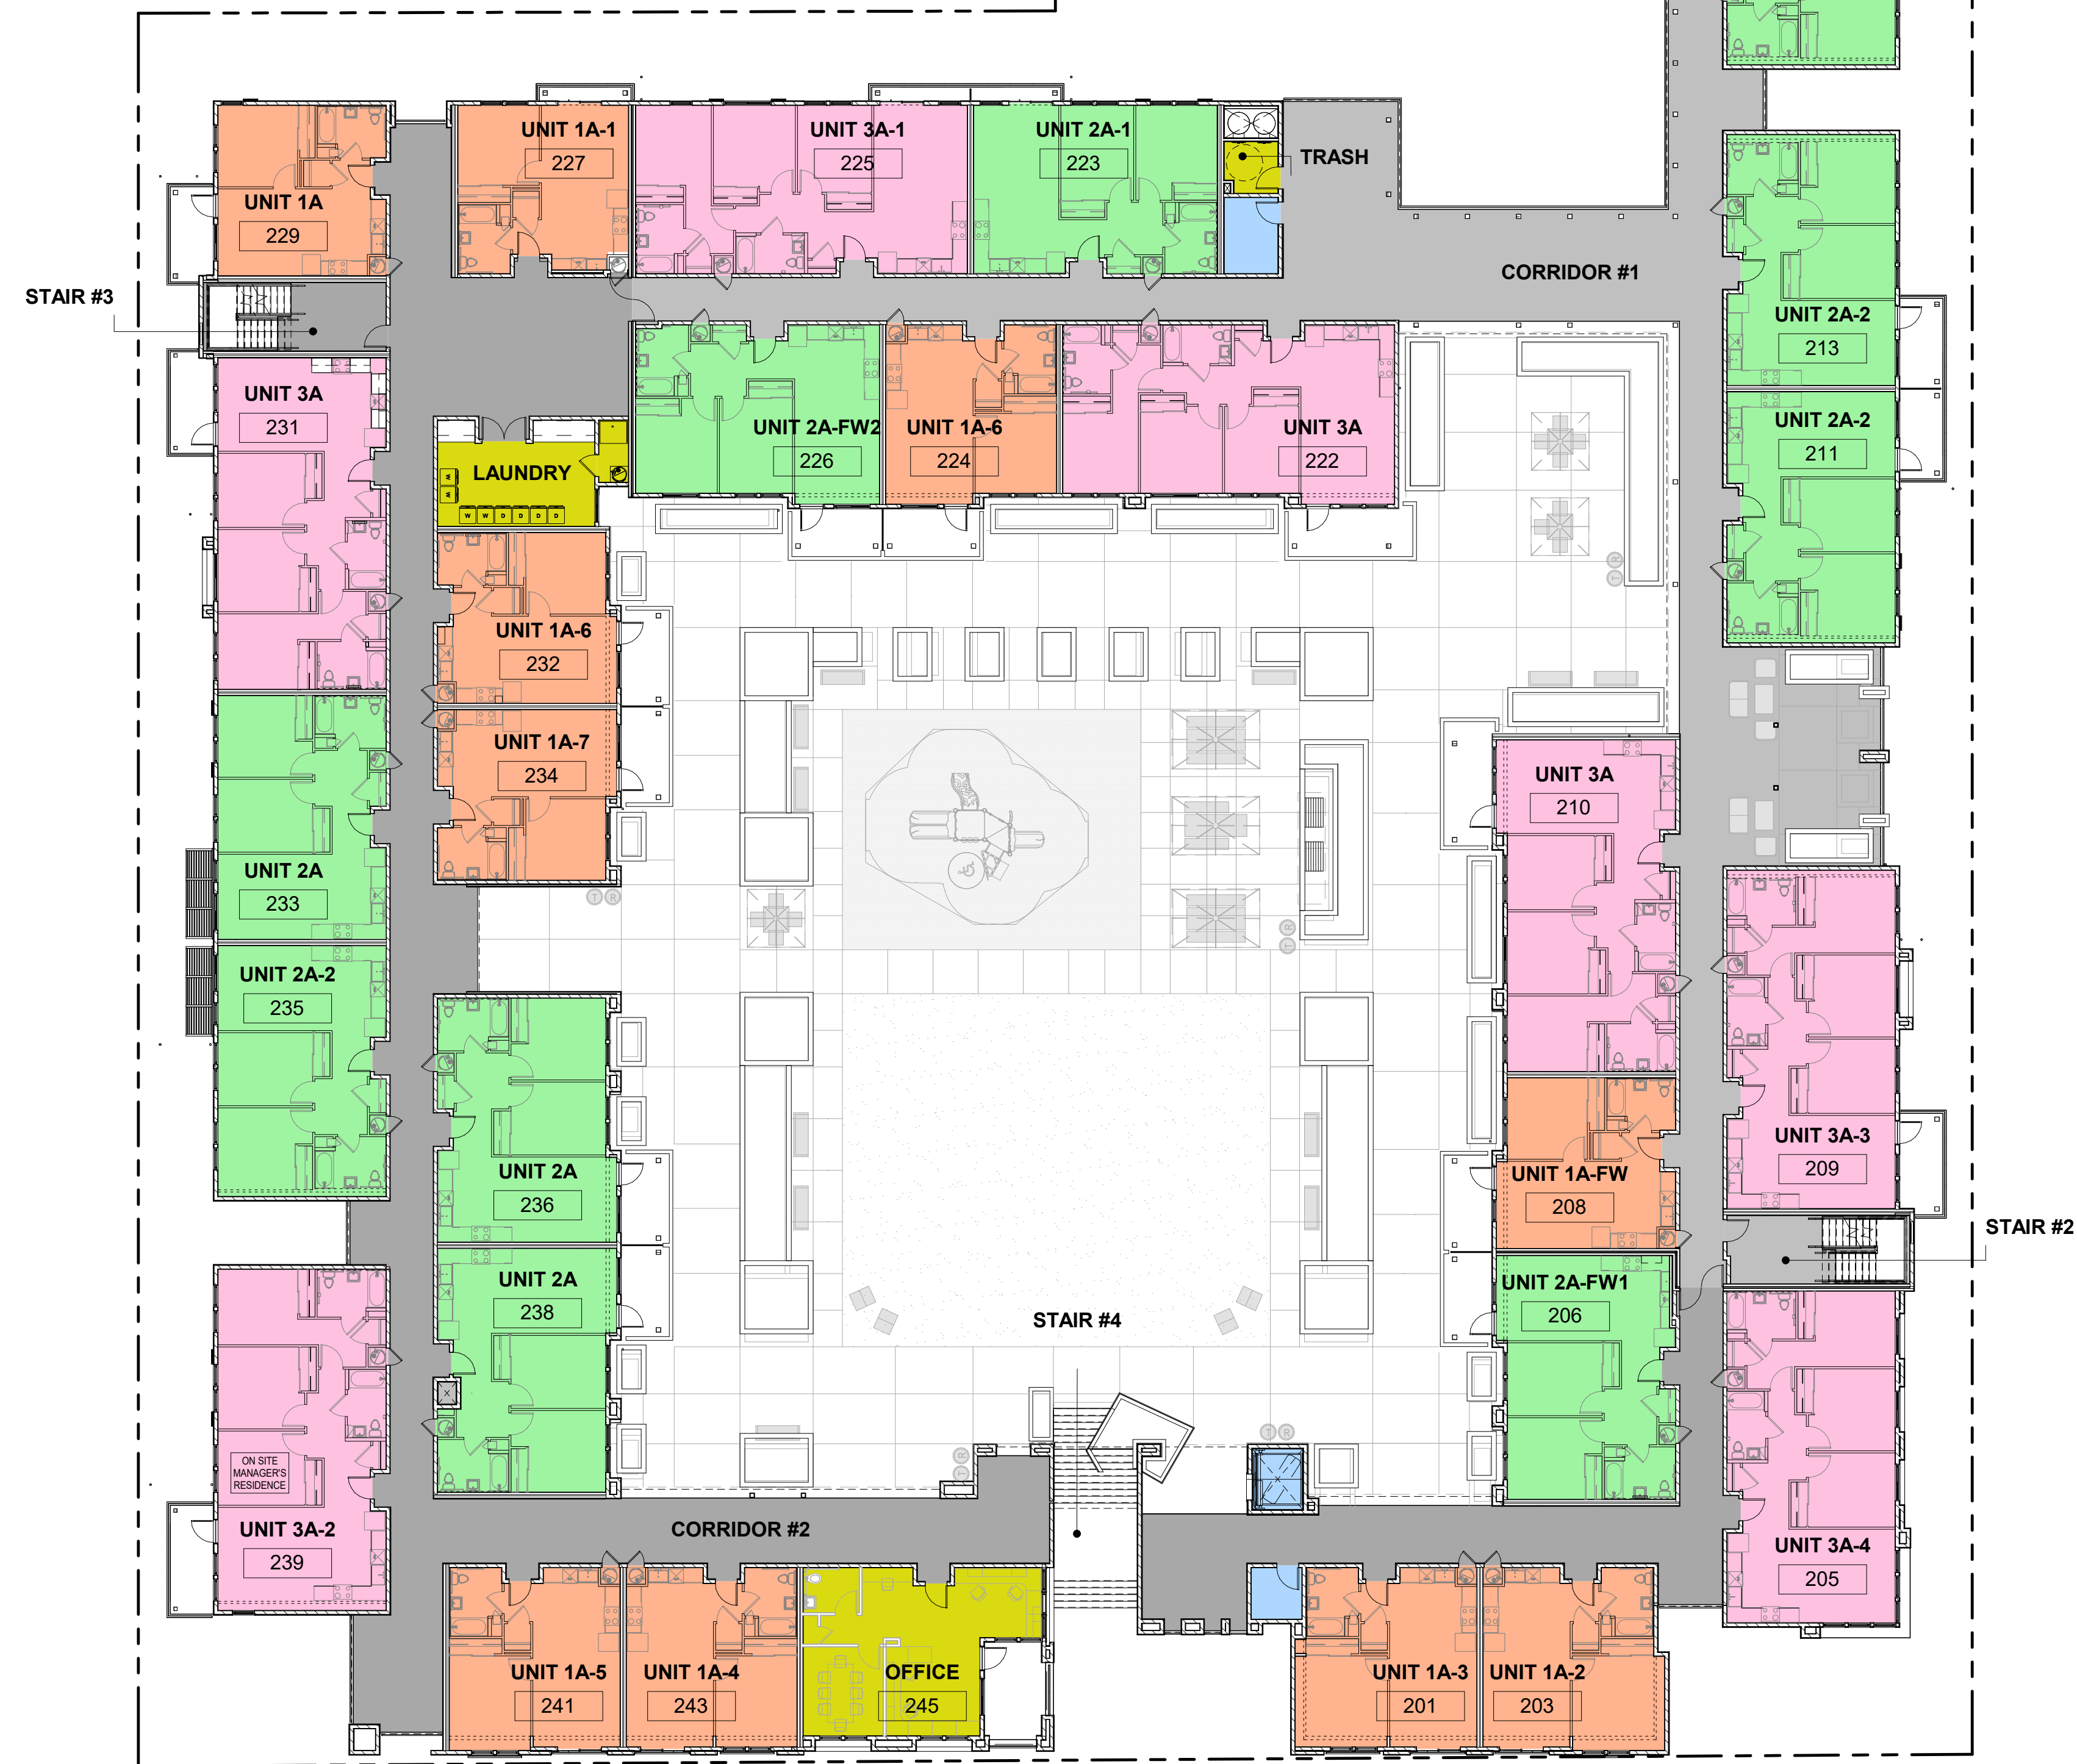 UNIT 1A-1
227
UNIT 3A-1
225
UNIT 2A-1
223
TRASH
UNIT 1A
229
STAIR #3
CORRIDOR #1
UNIT 2A-2
213
UNIT 3A
231
UNIT 2A-FW2
226
UNIT 1A-6
224
UNIT 3A
222
UNIT 2A-2
211
LAUNDRY
W
W
W W D D D D
T R
UNIT 1A-6
232
UNIT 1A-7
234
UNIT 3A
210
UNIT 2A
233
T R
T R
UNIT 2A-2
235
UNIT 3A-3
209
UNIT 2A
236
UNIT 1A-FW
208
STAIR #2
UNIT 2A
238
UNIT 2A-FW1
206
STAIR #4
X
T R
T R
ON SITE
MANAGER'S
RESIDENCE
UNIT 3A-2
239
CORRIDOR #2
UNIT 3A-4
205
UNIT 1A-5
241
UNIT 1A-4
243
OFFICE
245
UNIT 1A-3
201
UNIT 1A-2
203